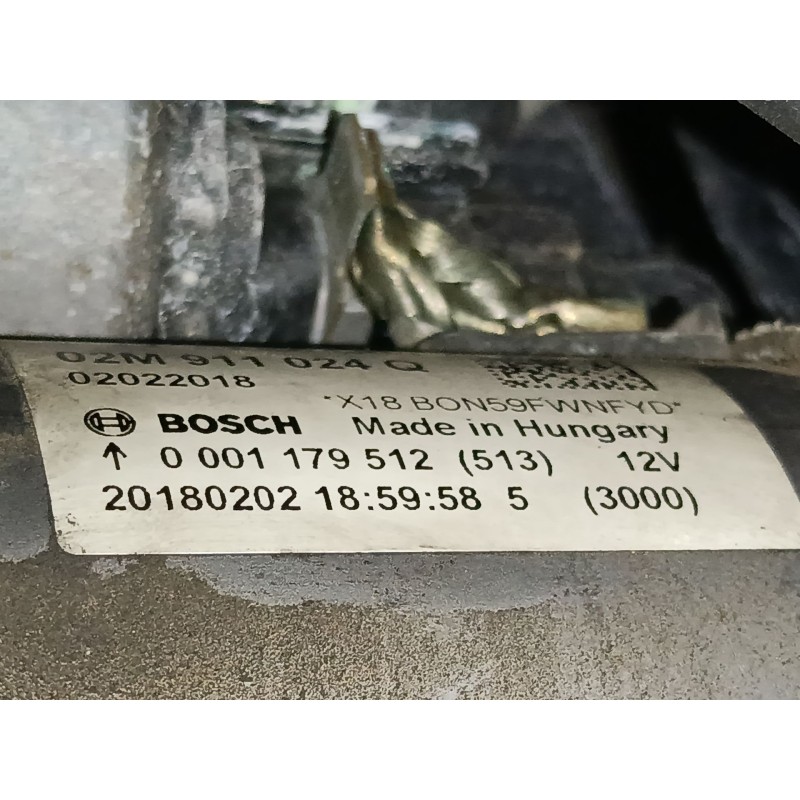 02M 911 024 Q
02022018
*X18 BON59FWNFYD*
BOSCH Made in Hungary
↑ 0 001 179 512 (513) 12V
20180202 18:59:58 5 (3000)